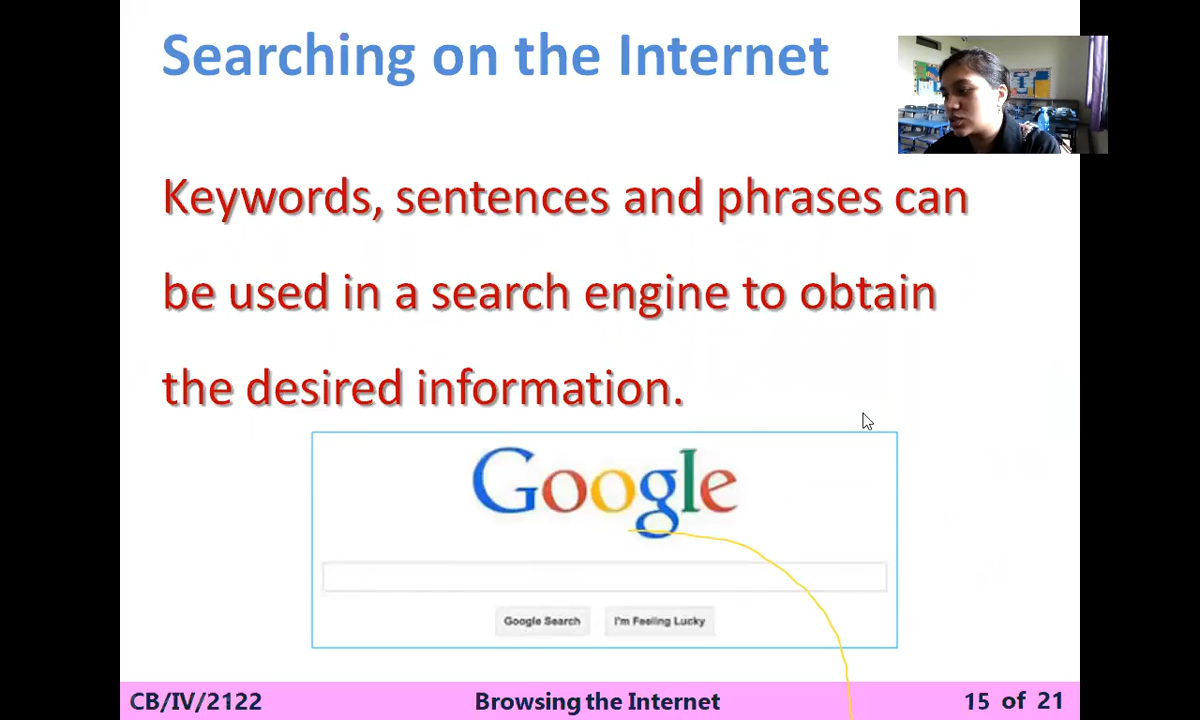 Searching on the Internet
Keywords, sentences and phrases can
be used in a search engine to obtain
the desired information.
Google
Google Search
I'm Feeling Lucky
CB/IV/2122
Browsing the Internet
15 of 21